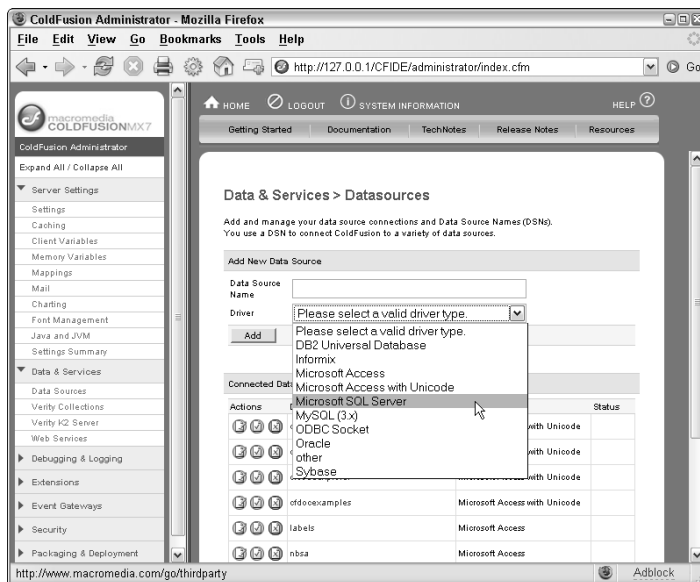 ColdFusion Administrator - Mozilla Firefox
File Edit View Go Bookmarks Tools Help
http://127.0.0.1/CFIDE/administrator/index.cfm
Go
macromedia
COLDFUSION MX7
ColdFusion Administrator
Expand All / Collapse All
Server Settings
Settings
Caching
Client Variables
Memory Variables
Mappings
Mail
Charting
Font Management
Java and JVM
Settings Summary
Data & Services
Data Sources
Verity Collections
Verity K2 Server
Web Services
Debugging & Logging
Extensions
Event Gateways
Security
Packaging & Deployment
HOME LOGOUT SYSTEM INFORMATION HELP ?
Getting Started Documentation TechNotes Release Notes Resources
Data & Services > Datasources
Add and manage your data source connections and Data Source Names (DSNs).
You use a DSN to connect ColdFusion to a variety of data sources.
Add New Data Source
Data Source
Name
Driver Please select a valid driver type.
Add
Please select a valid driver type.
DB2 Universal Database
Informix
Microsoft Access
Microsoft Access with Unicode
Microsoft SQL Server
MySQL (3.x)
ODBC Socket
Oracle
other
Sybase
Connected
Actions Status
with Unicode
with Unicode
cfdocexamples Microsoft Access with Unicode
labels Microsoft Access
nbsa Microsoft Access
http://www.macromedia.com/go/thirdparty
Adblock